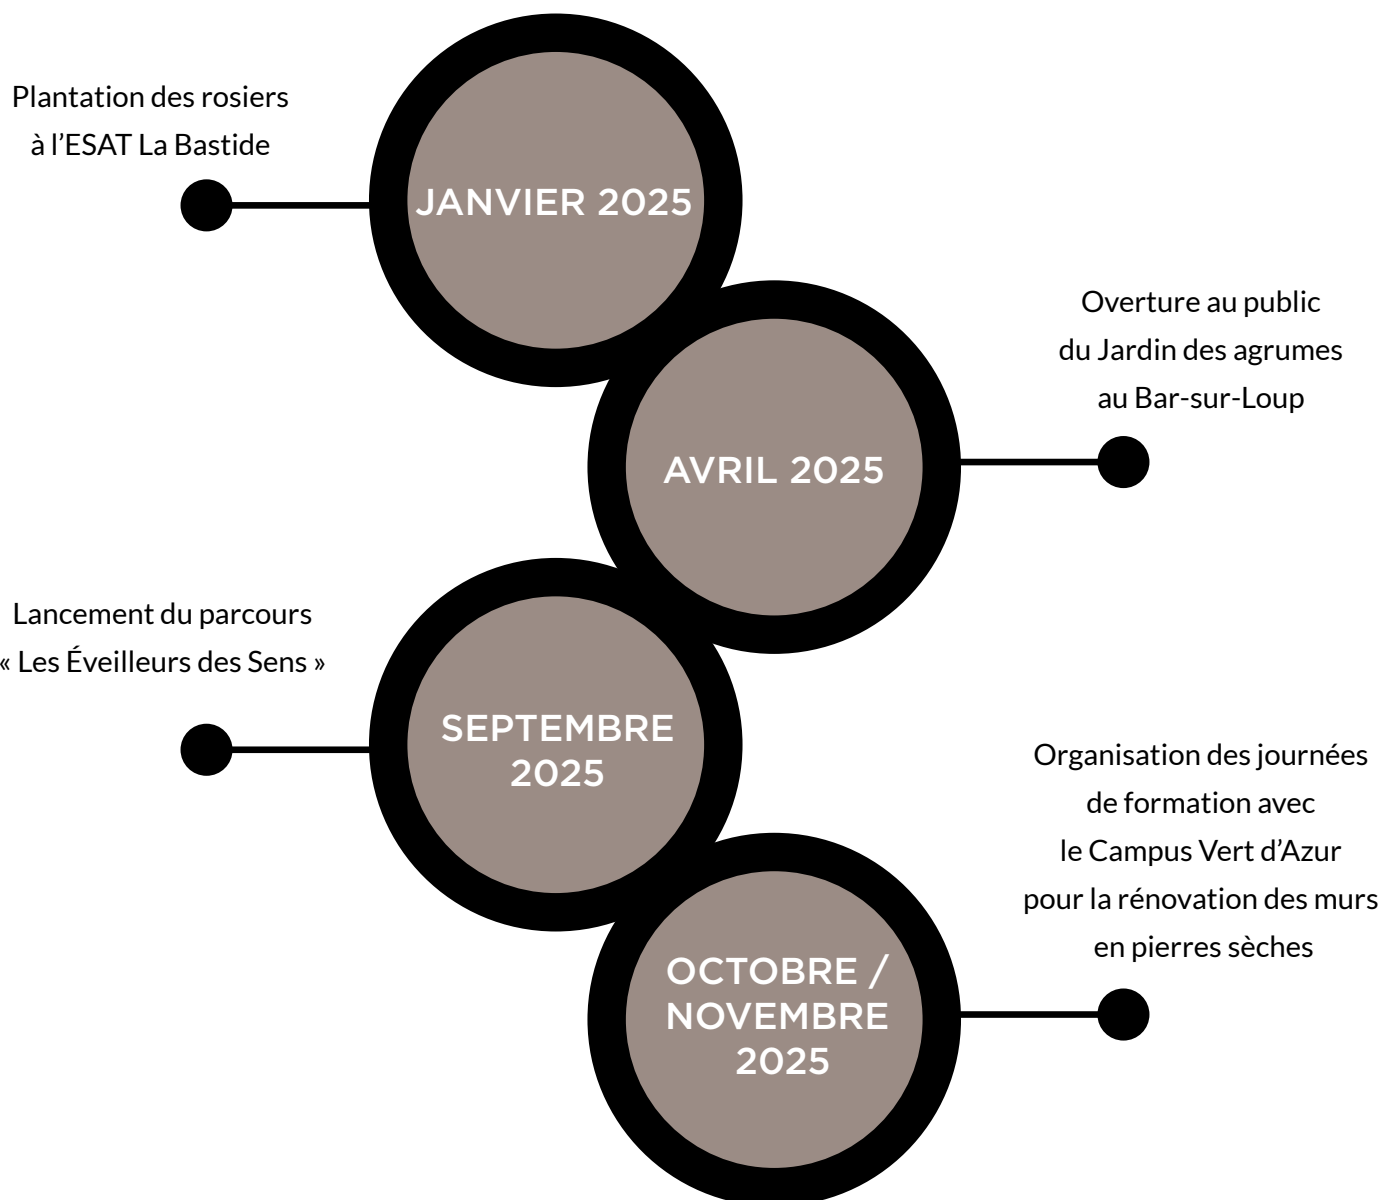 Plantation des rosiers
à l’ESAT La Bastide
JANVIER 2025
Overture au public
du Jardin des agrumes
au Bar-sur-Loup
AVRIL 2025
Lancement du parcours
« Les Éveilleurs des Sens »
SEPTEMBRE
2025
Organisation des journées
de formation avec
le Campus Vert d’Azur
pour la rénovation des murs
en pierres sèches
OCTOBRE /
NOVEMBRE
2025